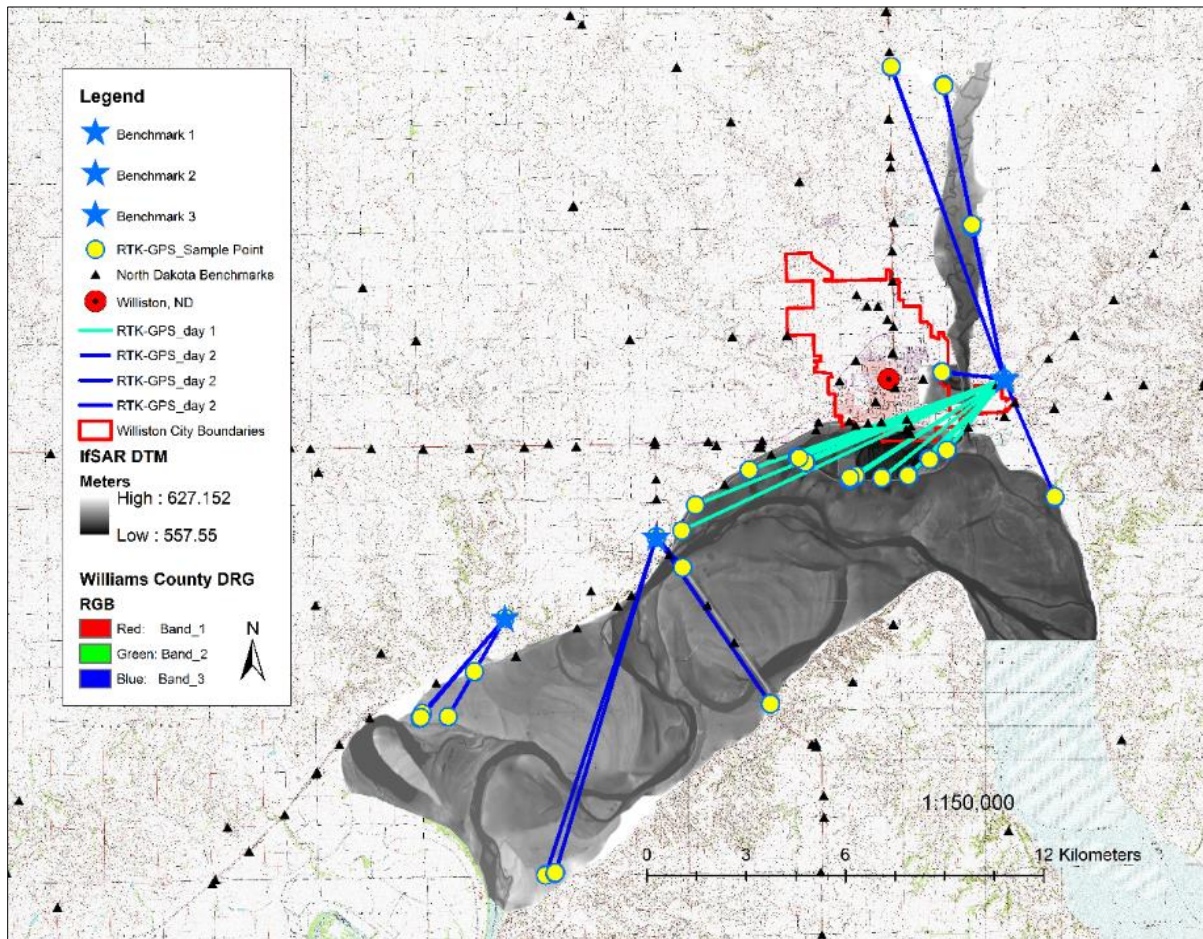 Legend
Benchmark 1
Benchmark 2
Benchmark 3
RTK-GPS_Sample Point
North Dakota Benchmarks
Williston, ND
RTK-GPS_day 1
RTK-GPS_day 2
RTK-GPS_day 2
RTK-GPS_day 2
Williston City Boundaries
IfSAR DTM
Meters
High : 627.152
Low : 557.55
Williams County DRG
RGB
Red: Band_1
Green: Band_2
Blue: Band_3
N
1:150,000
0 3 6 12 Kilometers